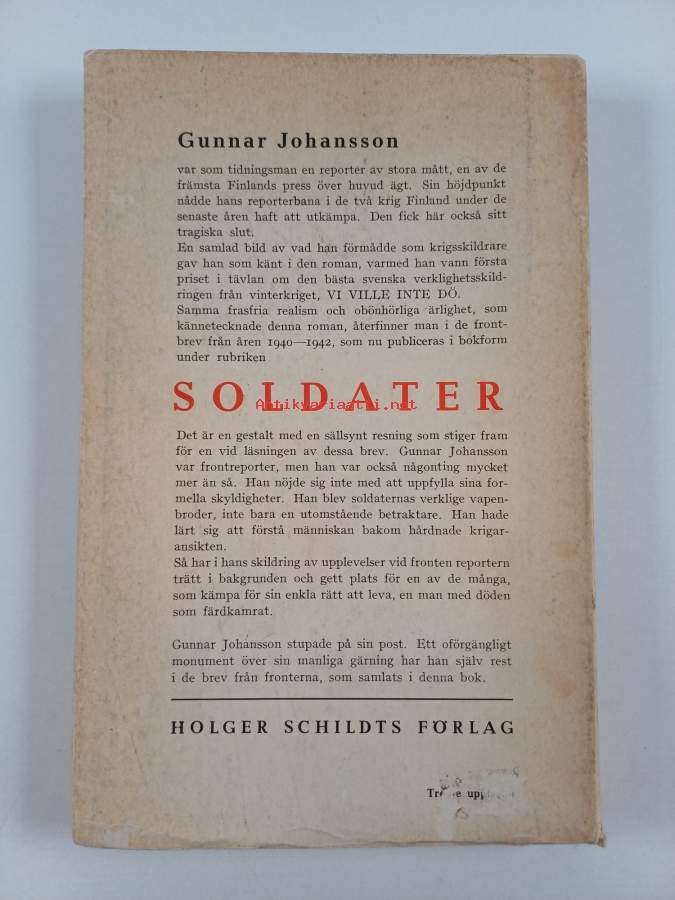 Gunnar Johansson
var som tidningsman en reporter av stora mått, en av de
främsta Finlands press över huvud ägt. Sin höjdpunkt
nådde hans reporterbana i de två krig Finland under de
senaste åren haft att utkämpa. Den fick här också sitt
tragiska slut.
En samlad bild av vad han förmådde som krigsskildrare
gav han som känt i den roman, varmed han vann första
priset i tävlan om den bästa svenska verklighetsskild-
ringen från vinterkriget, VI VILLE INTE DÖ.
Samma frasfria realism och obönhörliga ärlighet, som
kännetecknade denna roman, återfinner man i de front-
brev från åren 1940—1942, som nu publiceras i bokform
under rubriken
SOLDATER
Antikvariaatti.net
Det är en gestalt med en sällsynt resning som stiger fram
för en vid läsningen av dessa brev. Gunnar Johansson
var frontreporter, men han var också någonting mycket
mer än så. Han nöjde sig inte med att uppfylla sina for-
mella skyldigheter. Han blev soldaternas verklige vapen-
broder, inte bara en utomstående betraktare. Han hade
lärt sig att förstå människan bakom hårdnade krigar-
ansikten.
Så har i hans skildring av upplevelser vid fronten reportern
trätt i bakgrunden och gett plats för en av de många,
som kämpa för sin enkla rätt att leva, en man med döden
som färdkamrat.
Gunnar Johansson stupade på sin post. Ett oförgängligt
monument över sin manliga gärning har han själv rest
i de brev från fronterna, som samlats i denna bok.
HOLGER SCHILDTS FÖRLAG